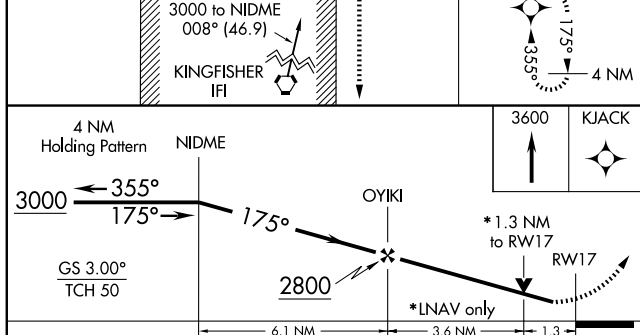 3000 to NIDME
008° (46.9)
KINGFISHER
IFI
355°
175°
4 NM
4 NM
Holding Pattern
NIDME
3600
KJACK
3000
355°
175°
175°
OYIKI
*1.3 NM
to RW17
RW17
GS 3.00°
TCH 50
2800
*LNAV only
6.1 NM
3.6 NM
1.3